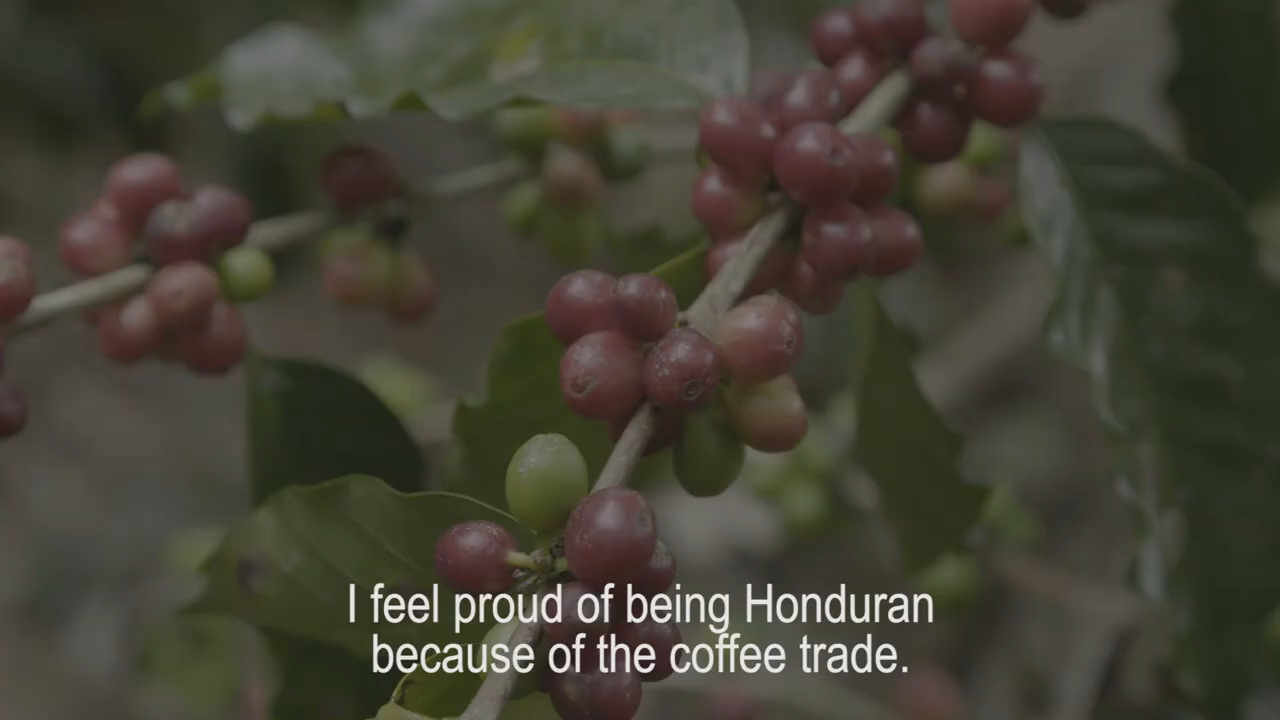 I feel proud of being Honduran
because of the coffee trade.